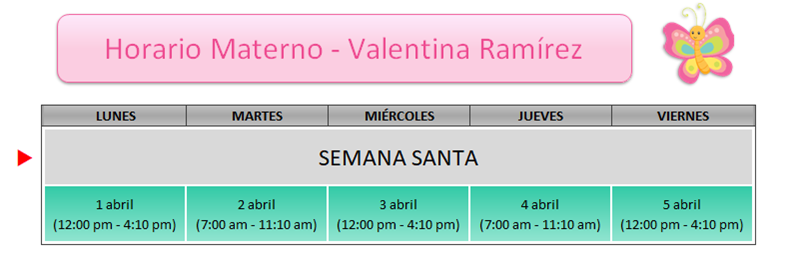 Horario Materno - Valentina Ramírez
LUNES MARTES MIÉRCOLES JUEVES VIERNES
SEMANA SANTA
1 abril 2 abril 3 abril 4 abril 5 abril
(12:00 pm - 4:10 pm) (7:00 am - 11:10 am) (12:00 pm - 4:10 pm) (7:00 am - 11:10 am) (12:00 pm - 4:10 pm)